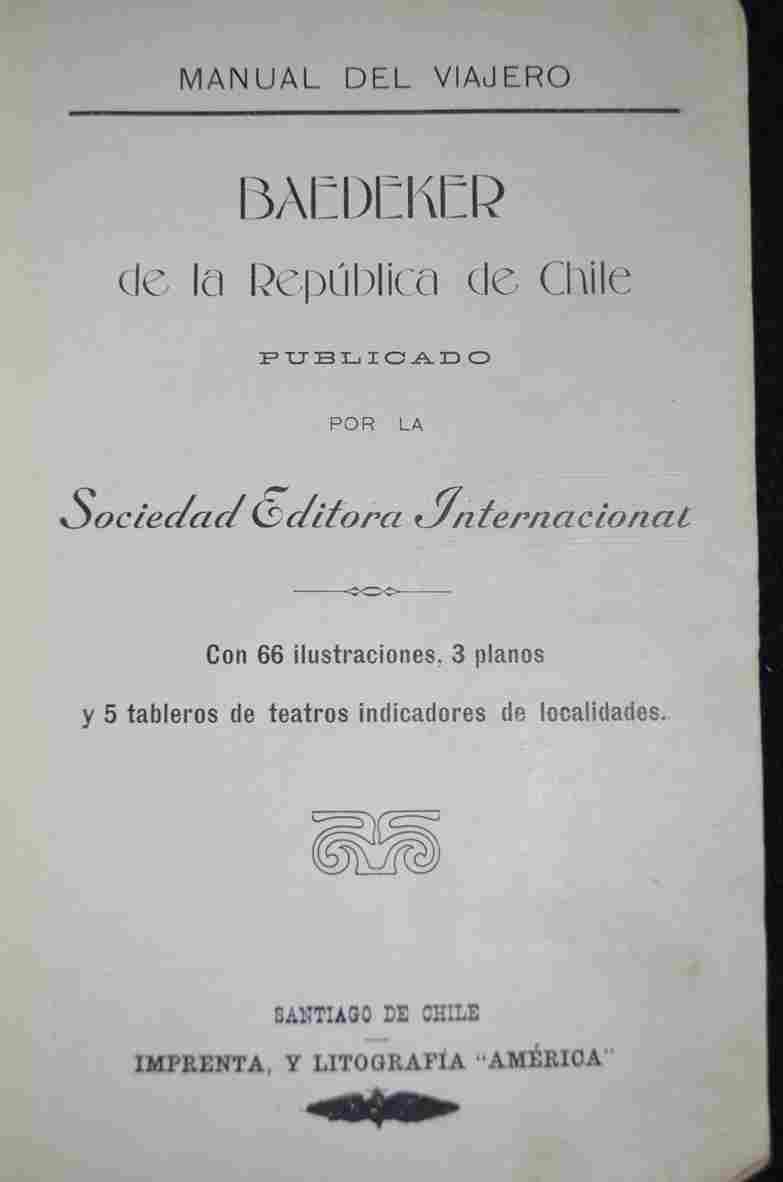 MANUAL DEL VIAJERO
BAEDEKER
de la República de Chile
PUBLICADO
POR LA
Sociedad Editora Internacional
Con 66 ilustraciones, 3 planos
y 5 tableros de teatros indicadores de localidades.
SANTIAGO DE CHILE
IMPRENTA, Y LITOGRAFÍA "AMÉRICA"